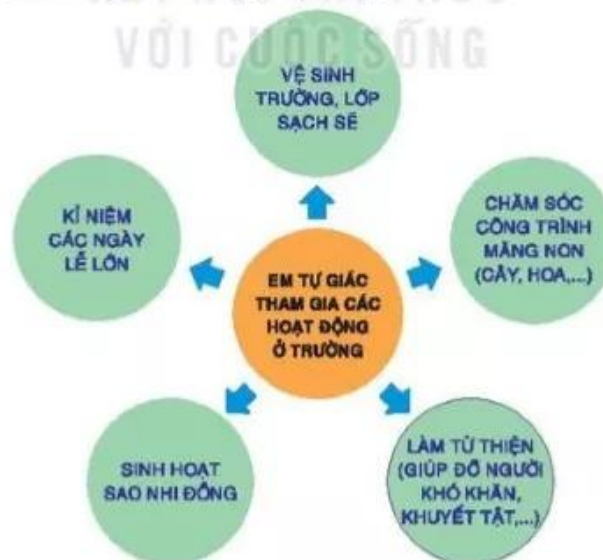 VỚI CUỘC SỐNG
VỆ SINH
TRƯỜNG, LỚP
SẠCH SẼ
KỈ NIỆM
CÁC NGÀY
LỄ LỚN
CHĂM SÓC
CÔNG TRÌNH
MĂNG NON
(CÂY, HOA,...)
EM TỰ GIÁC
THAM GIA CÁC
HOẠT ĐỘNG
Ở TRƯỜNG
SINH HOẠT
SAO NHI ĐỒNG
LÀM TỪ THIỆN
(GIÚP ĐỠ NGƯỜI
KHÓ KHĂN,
KHUYẾT TẬT,...)